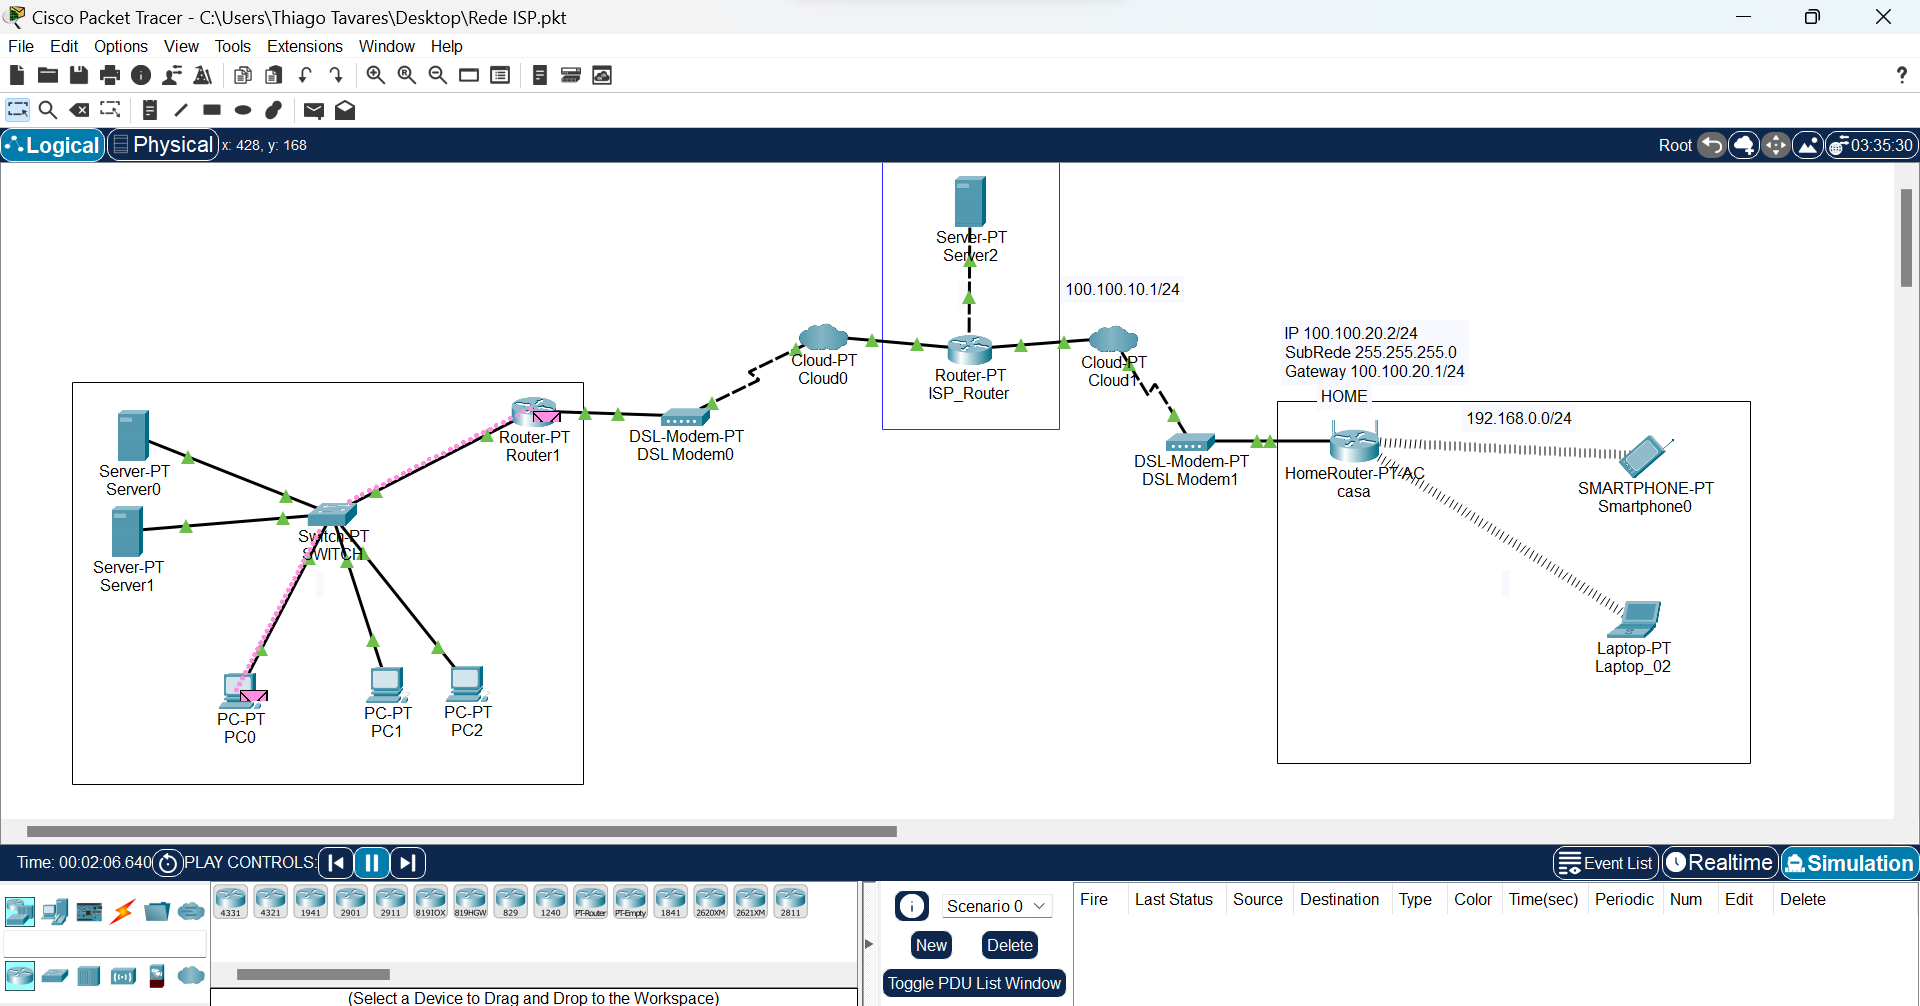 Cisco Packet Tracer - C:\Users\Thiago Tavares\Desktop\Rede ISP.pkt
File Edit Options View Tools Extensions Window Help
?
Logical Physical x: 428, y: 168 Root 03:35:30
Server-PT
Server2
100.100.10.1/24
Cloud-PT
Cloud0
Router-PT
ISP_Router
Cloud-PT
Cloud1
IP 100.100.20.2/24
SubRede 255.255.255.0
Gateway 100.100.20.1/24
HOME
192.168.0.0/24
Server-PT
Server0
Router-PT
Router1
DSL-Modem-PT
DSL Modem0
DSL-Modem-PT
DSL Modem1
HomeRouter-PT-AC
casa
SMARTPHONE-PT
Smartphone0
Switch-PT
SWITCH
Server-PT
Server1
Laptop-PT
Laptop_02
PC-PT
PC0
PC-PT
PC1
PC-PT
PC2
Time: 00:02:06.640 PLAY CONTROLS: Event List Realtime Simulation
4331 4321 1941 2901 2911 819IOX 819HGW 829 1240 PT-Router PT-Empty 1841 2620XM 2621XM 2811
Scenario 0
New Delete
Toggle PDU List Window
Fire Last Status Source Destination Type Color Time(sec) Periodic Num Edit Delete
(Select a Device to Drag and Drop to the Workspace)